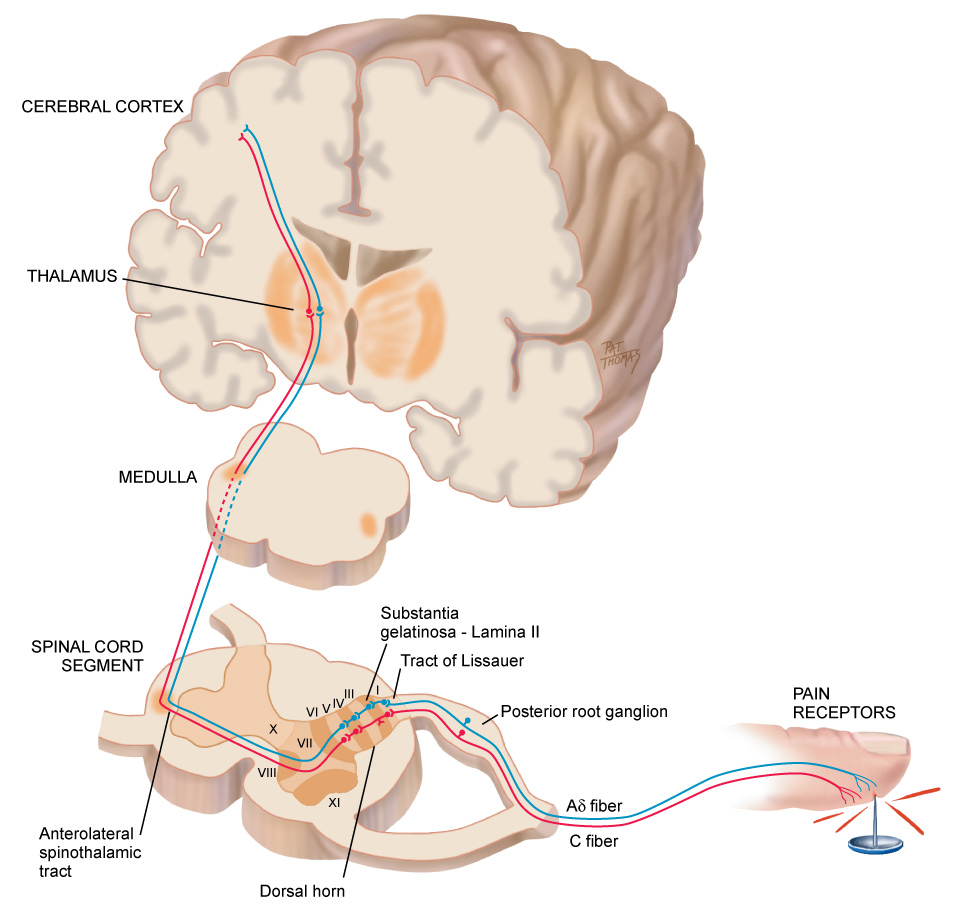 CEREBRAL CORTEX
THALAMUS
PAT
THOMAS
MEDULLA
Substantia
gelatinosa - Lamina II
Tract of Lissauer
SPINAL CORD
SEGMENT
I
III
IV
V
VI
Posterior root ganglion
PAIN
RECEPTORS
X
VII
VIII
XI
Aδ fiber
C fiber
Anterolateral
spinothalamic
tract
Dorsal horn